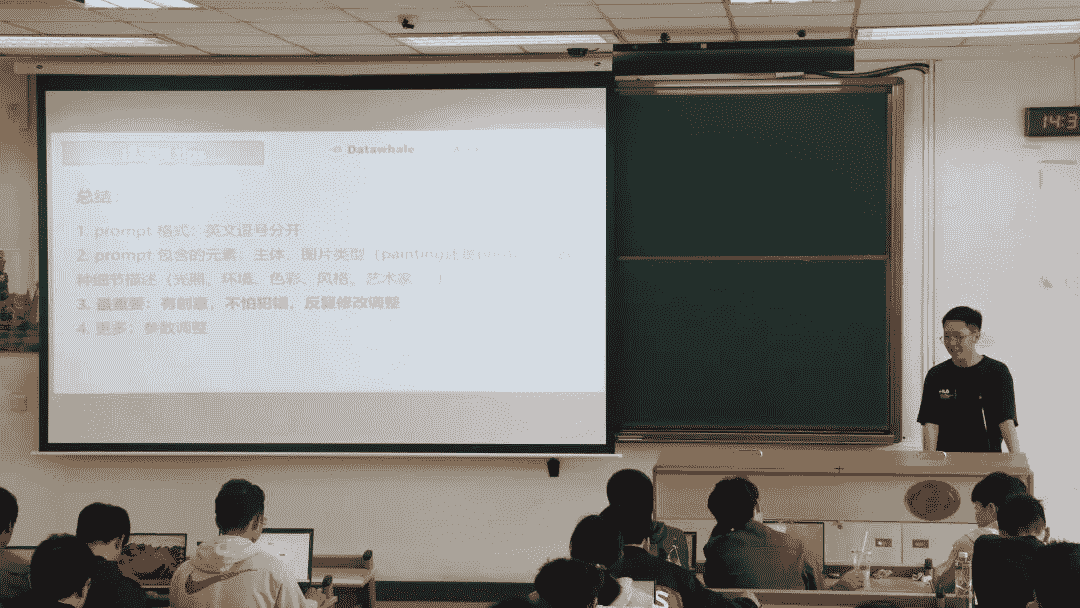 Datawhale
总结
1. prompt 格式：英文逗号分开
2. prompt 包含的元素：主体、图片类型（painting
种细节描述（光照、环境、色彩、风格、艺术家
3. 最重要：有创意，不怕犯错，反复修改调整
4. 更多：参数调整
14:3